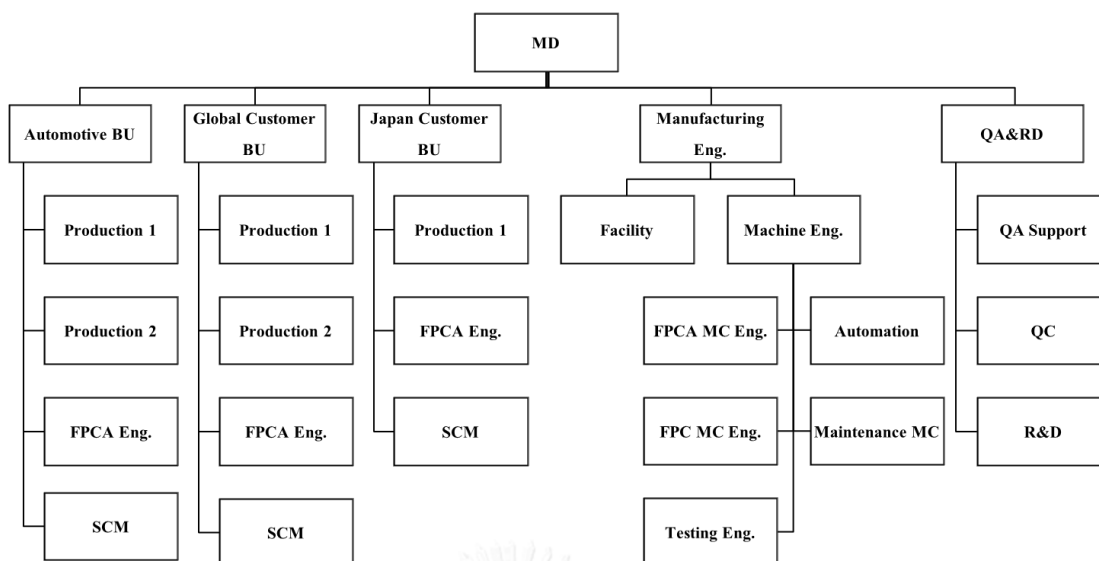 MD
Automotive BU
Global Customer
BU
Japan Customer
BU
Manufacturing
Eng.
QA&RD
Production 1
Production 1
Production 1
Facility
Machine Eng.
QA Support
Production 2
Production 2
FPCA Eng.
FPCA MC Eng.
Automation
QC
FPCA Eng.
FPCA Eng.
SCM
FPC MC Eng.
Maintenance MC
R&D
SCM
SCM
Testing Eng.